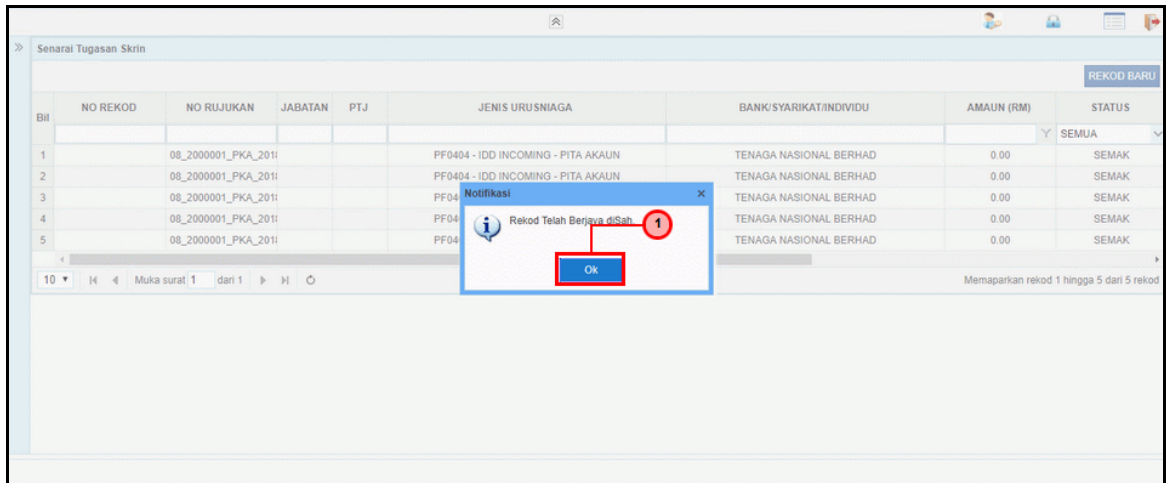 Senarai Tugasan Skrin
REKOD BARU
Bil NO REKOD NO RUJUKAN JABATAN PTJ JENIS URUSNIAGA BANK/SYARIKAT/INDIVIDU AMAUN (RM) STATUS
SEMUA
1 08_2000001_PKA_201 PF0404 - IDD INCOMING - PITA AKAUN TENAGA NASIONAL BERHAD 0.00 SEMAK
2 08_2000001_PKA_201 PF0404 - IDD INCOMING - PITA AKAUN TENAGA NASIONAL BERHAD 0.00 SEMAK
3 08_2000001_PKA_201 PF04 TENAGA NASIONAL BERHAD 0.00 SEMAK
4 08_2000001_PKA_201 PF04 TENAGA NASIONAL BERHAD 0.00 SEMAK
5 08_2000001_PKA_201 PF04 TENAGA NASIONAL BERHAD 0.00 SEMAK
Notifikasi x
Rekod Telah Berjaya diSah.
1
Ok
10 Muka surat 1 dari 1 Memaparkan rekod 1 hingga 5 dari 5 rekod